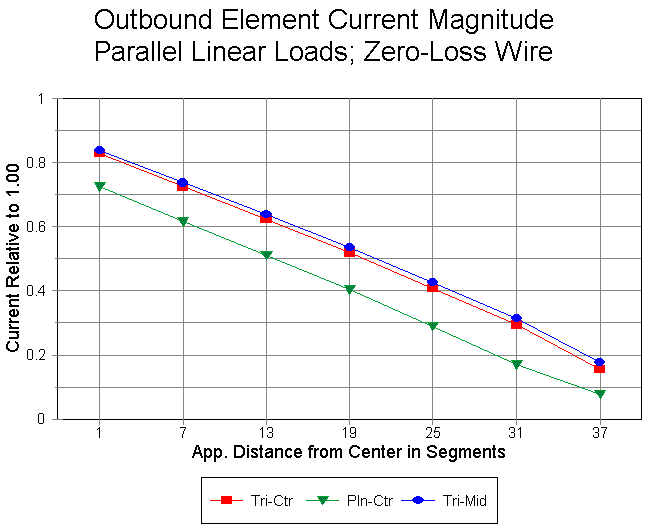 Outbound Element Current Magnitude
Parallel Linear Loads; Zero-Loss Wire
Current Relative to 1.00
1
0.8
0.6
0.4
0.2
0
1 7 13 19 25 31 37
App. Distance from Center in Segments
Tri-Ctr Pln-Ctr Tri-Mid